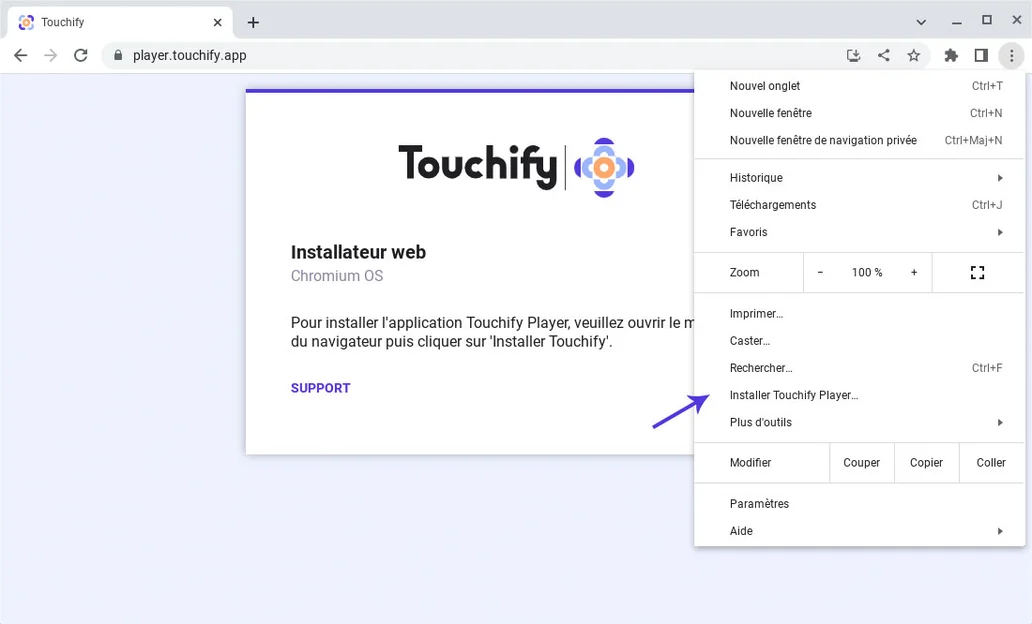 Touchify
player.touchify.app
Touchify
Installateur web
Chromium OS
Pour installer l'application Touchify Player, veuillez ouvrir le m
du navigateur puis cliquer sur 'Installer Touchify'.
SUPPORT
Nouvel onglet Ctrl+T
Nouvelle fenêtre Ctrl+N
Nouvelle fenêtre de navigation privée Ctrl+Maj+N
Historique
Téléchargements Ctrl+J
Favoris
Zoom - 100 % +
Imprimer...
Caster...
Rechercher... Ctrl+F
Installer Touchify Player...
Plus d'outils
Modifier Couper Copier Coller
Paramètres
Aide